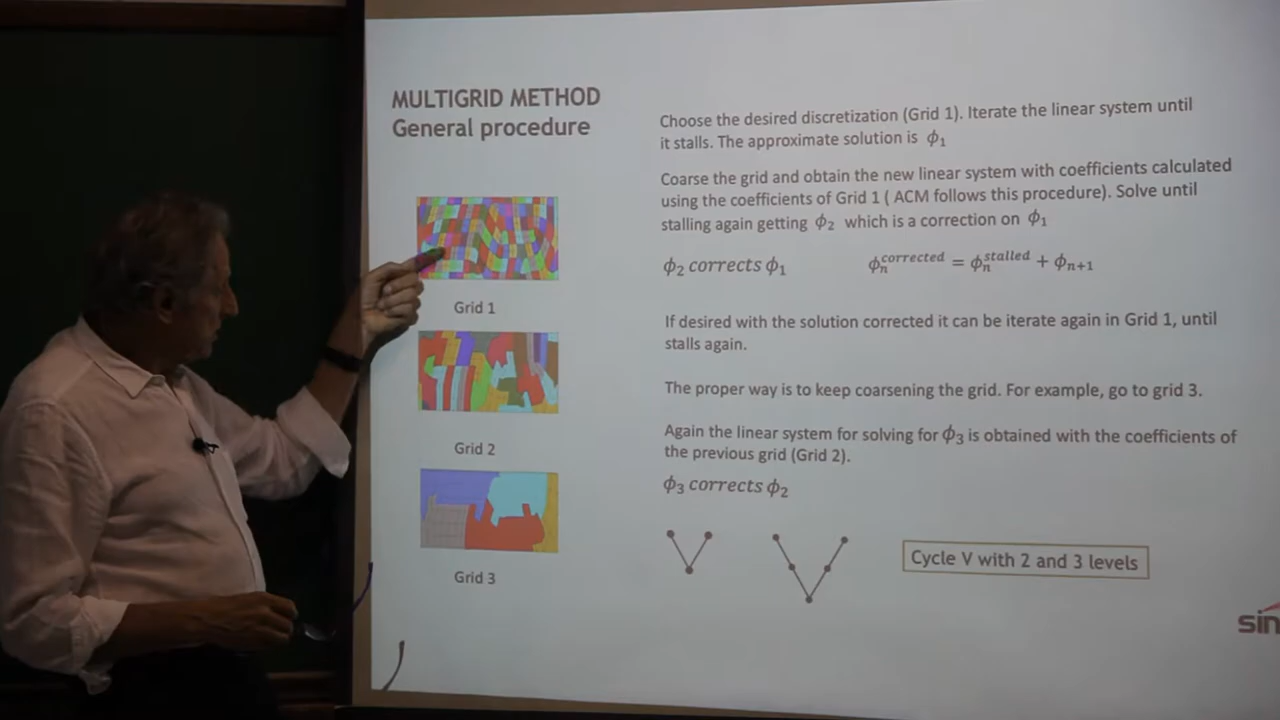 MULTIGRID METHOD
General procedure
Choose the desired discretization (Grid 1). Iterate the linear system until
it stalls. The approximate solution is ϕ₁
Coarse the grid and obtain the new linear system with coefficients calculated
using the coefficients of Grid 1 ( ACM follows this procedure). Solve until
stalling again getting ϕ₂ which is a correction on ϕ₁
ϕ₂ corrects ϕ₁
ϕₙ^corrected = ϕₙ^stalled + ϕₙ₊₁
Grid 1
If desired with the solution corrected it can be iterate again in Grid 1, until
stalls again.
The proper way is to keep coarsening the grid. For example, go to grid 3.
Again the linear system for solving for ϕ₃ is obtained with the coefficients of
the previous grid (Grid 2).
Grid 2
ϕ₃ corrects ϕ₂
Cycle V with 2 and 3 levels
Grid 3
sin